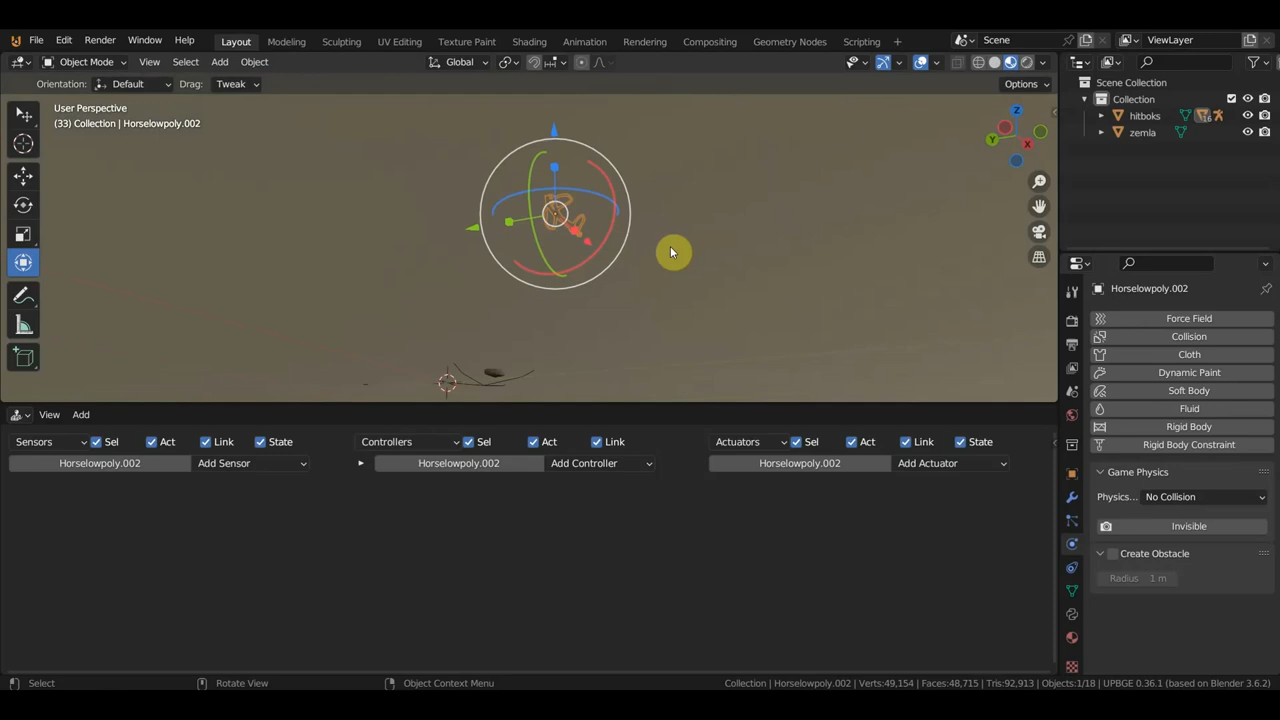 File Edit Render Window Help Layout Modeling Sculpting UV Editing Texture Paint Shading Animation Rendering Compositing Geometry Nodes Scripting + Scene ViewLayer
Object Mode View Select Add Object Global
Orientation: Default Drag: Tweak Options
User Perspective
(33) Collection | Horselowpoly.002
Z
Y
X
Scene Collection
Collection
hitboks 16
zemla
Horselowpoly.002
Force Field
Collision
Cloth
Dynamic Paint
Soft Body
Fluid
Rigid Body
Rigid Body Constraint
Game Physics
Physics... No Collision
Invisible
Create Obstacle
Radius 1 m
View Add
Sensors Sel Act Link State Controllers Sel Act Link Actuators Sel Act Link State
Horselowpoly.002 Add Sensor Horselowpoly.002 Add Controller Horselowpoly.002 Add Actuator
Select Rotate View Object Context Menu Collection | Horselowpoly.002 | Verts:49,154 | Faces:48,715 | Tris:92,913 | Objects:1/18 | UPBGE 0.36.1 (based on Blender 3.6.2)